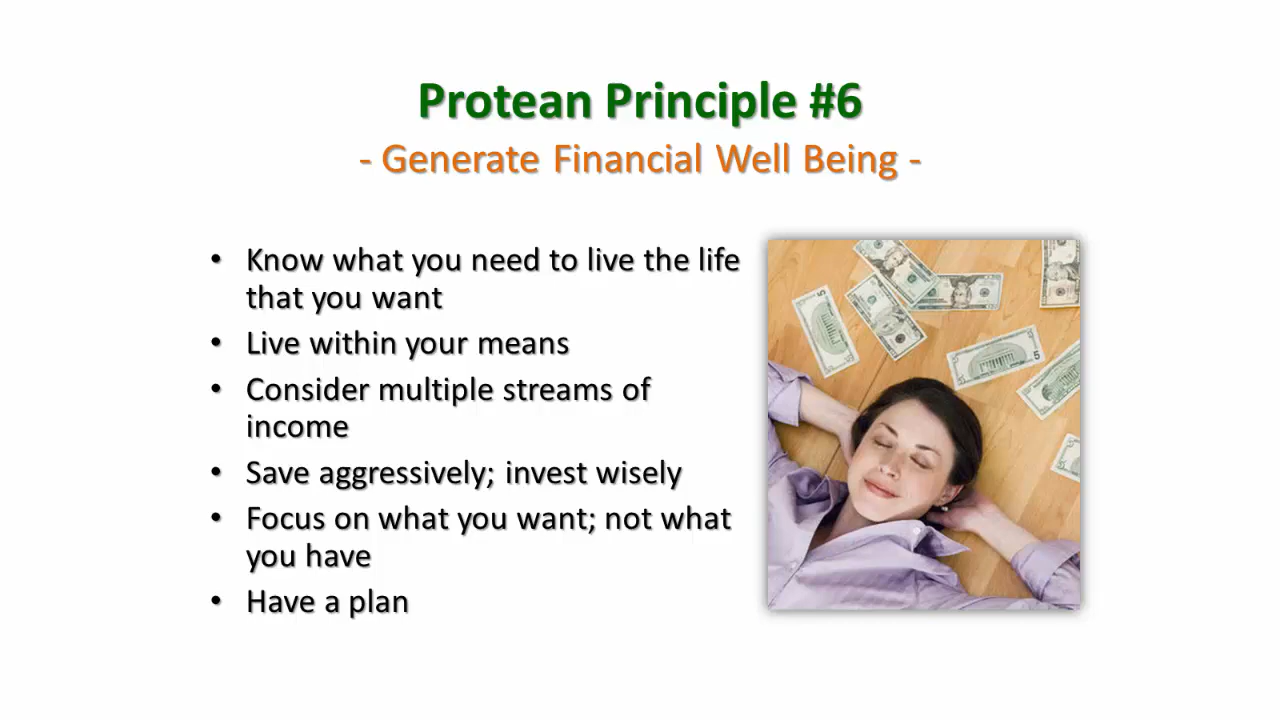 Protean Principle #6
- Generate Financial Well Being -
• Know what you need to live the life
that you want
• Live within your means
• Consider multiple streams of
income
• Save aggressively; invest wisely
• Focus on what you want; not what
you have
• Have a plan
5
5